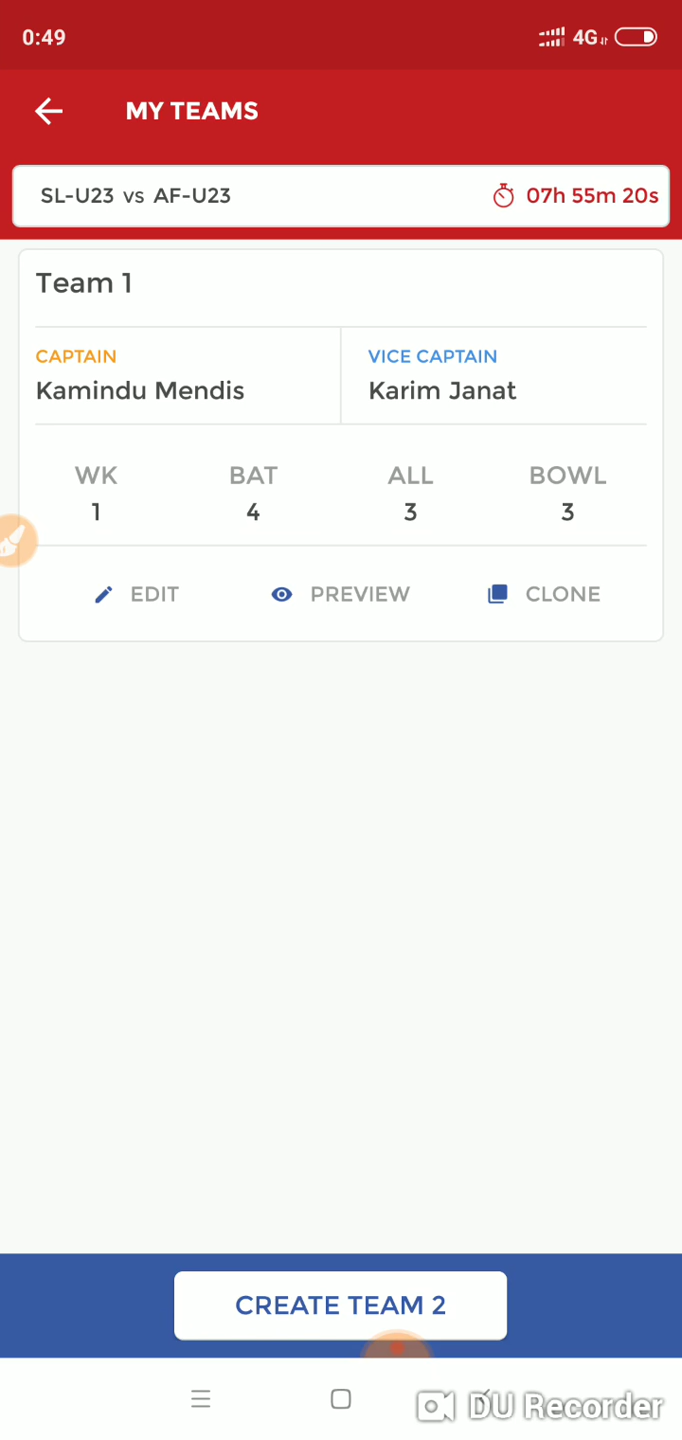 0:49 4G
MY TEAMS
SL-U23 vs AF-U23 07h 55m 20s
Team 1
CAPTAIN VICE CAPTAIN
Kamindu Mendis Karim Janat
WK BAT ALL BOWL
1 4 3 3
EDIT PREVIEW CLONE
CREATE TEAM 2
DU Recorder